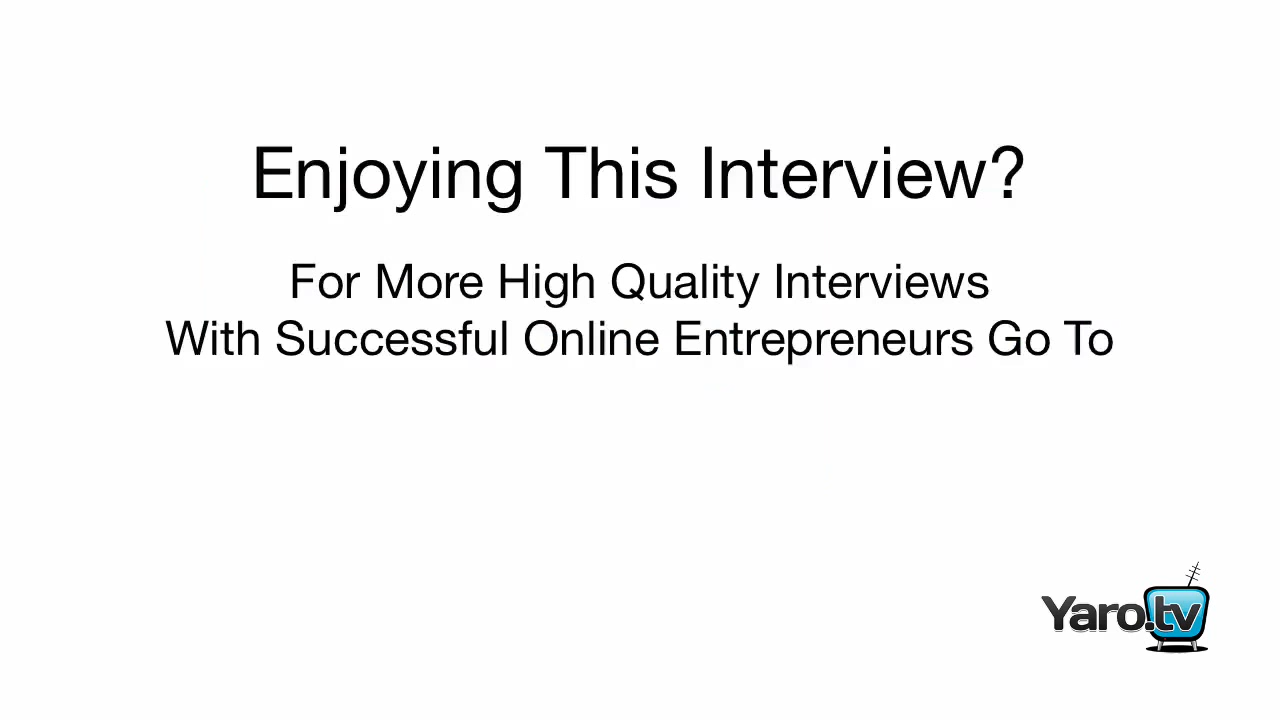 Enjoying This Interview?
For More High Quality Interviews
With Successful Online Entrepreneurs Go To
Yaro.tv